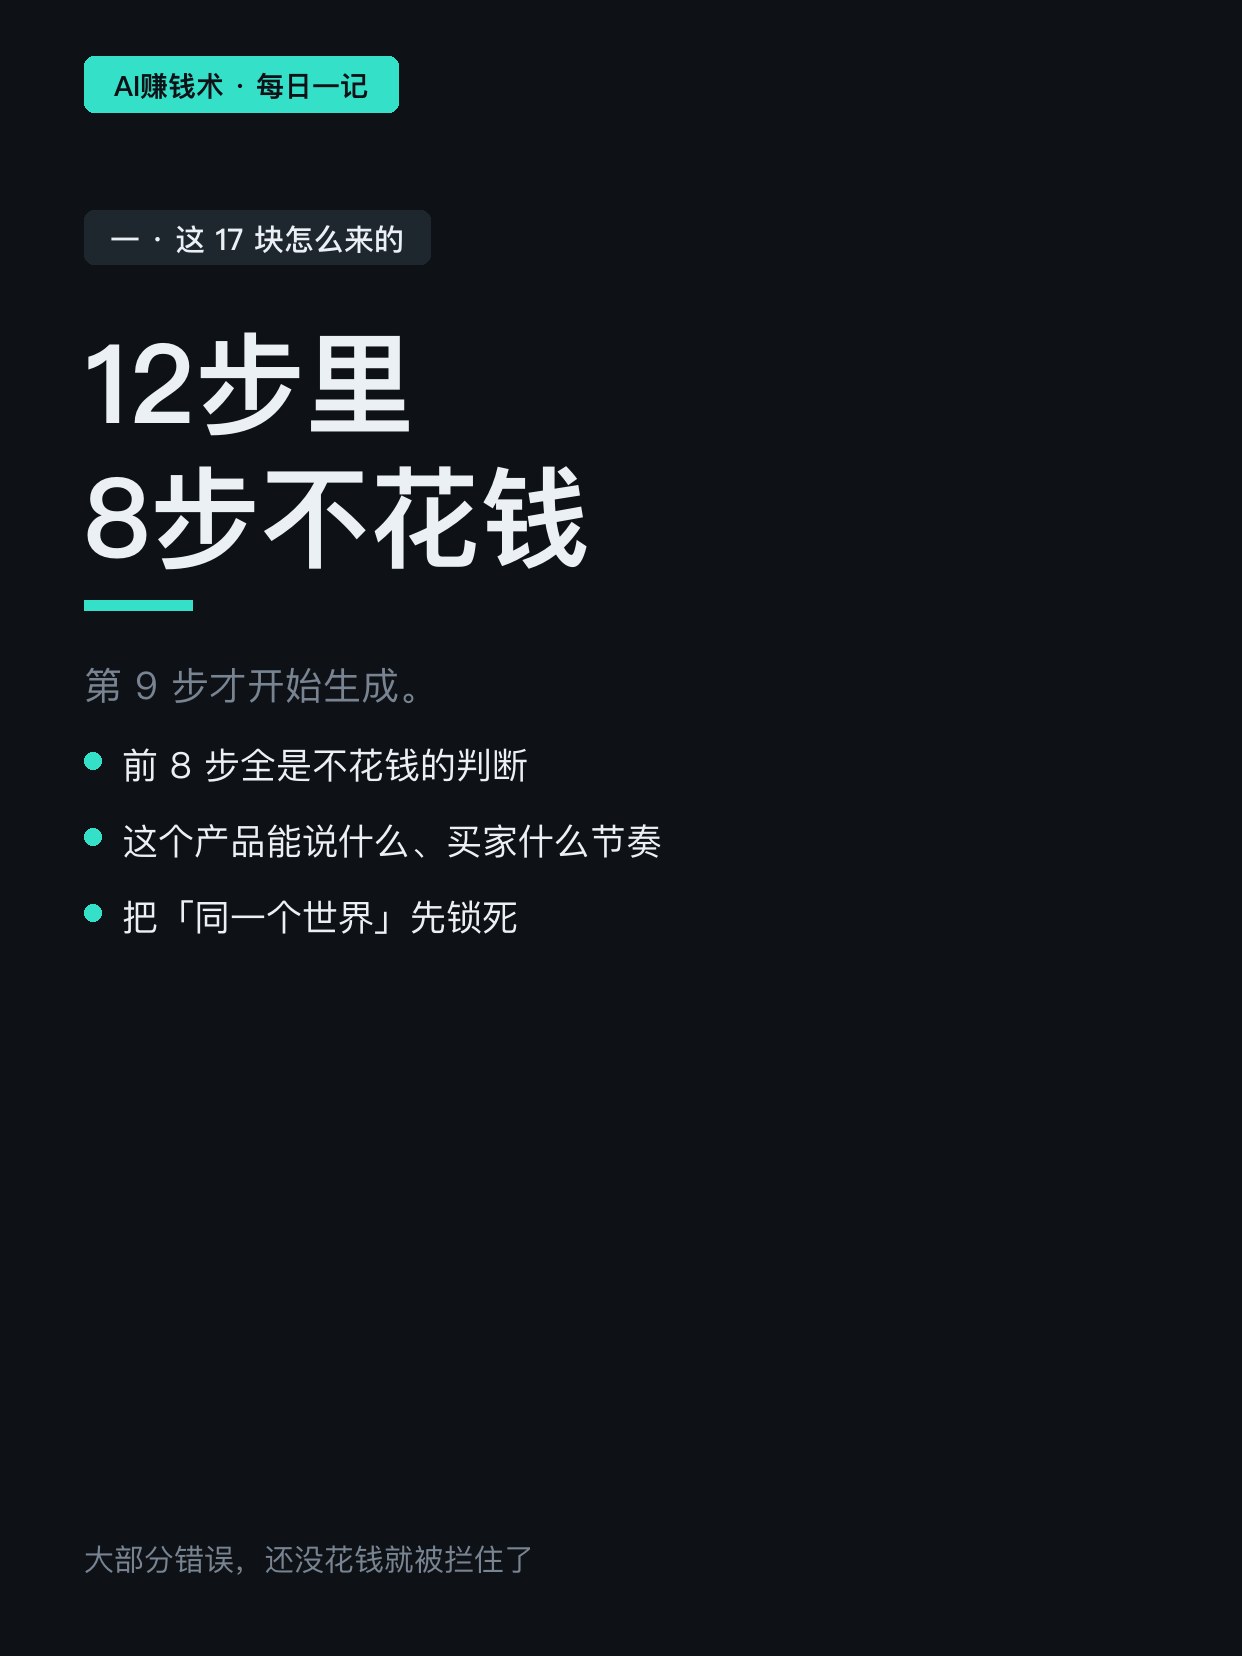 AI赚钱术 · 每日一记
一 · 这 17 块怎么来的
12步里
8步不花钱
第 9 步才开始生成。
前 8 步全是不花钱的判断
这个产品能说什么、买家什么节奏
把「同一个世界」先锁死
大部分错误，还没花钱就被拦住了